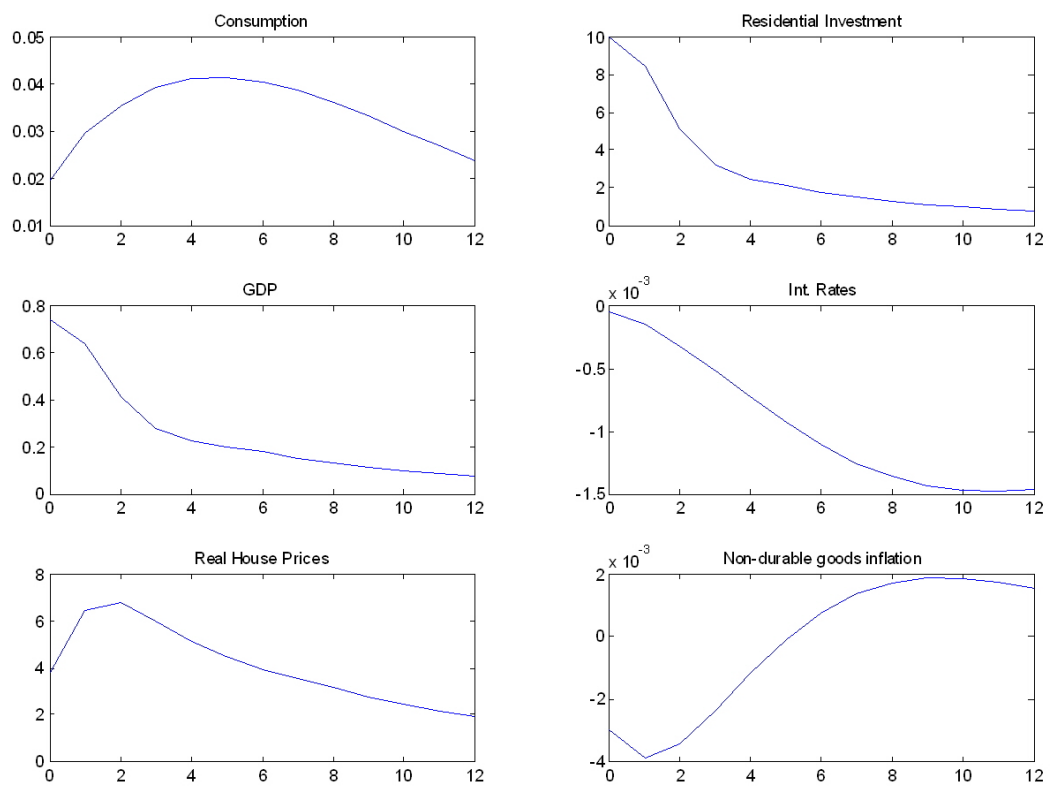 Consumption
0.05
0.04
0.03
0.02
0.01
0 2 4 6 8 10 12
Residential Investment
10
8
6
4
2
0
0 2 4 6 8 10 12
GDP
0.8
0.6
0.4
0.2
0
0 2 4 6 8 10 12
Int. Rates
x 10^-3
0
-0.5
-1
-1.5
0 2 4 6 8 10 12
Real House Prices
8
6
4
2
0
0 2 4 6 8 10 12
Non-durable goods inflation
x 10^-3
2
0
-2
-4
0 2 4 6 8 10 12